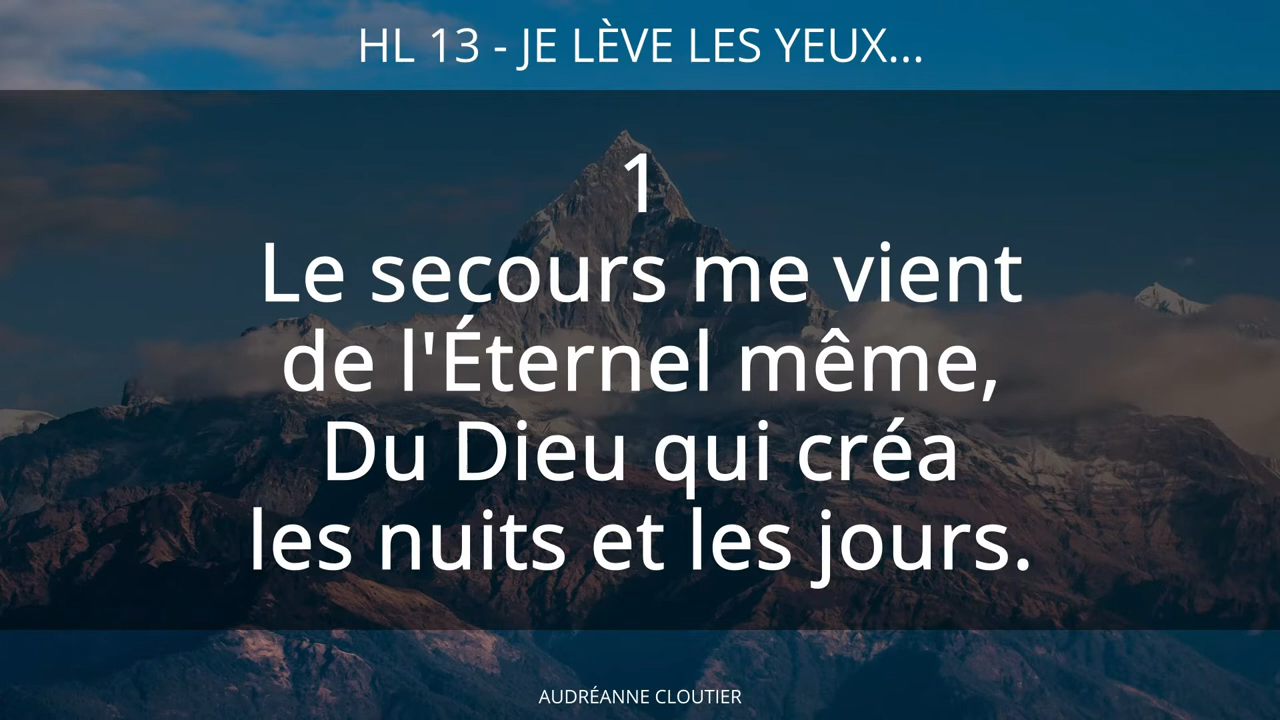 HL 13 - JE LÈVE LES YEUX...
1
Le secours me vient
de l'Éternel même,
Du Dieu qui créa
les nuits et les jours.
AUDRÉANNE CLOUTIER